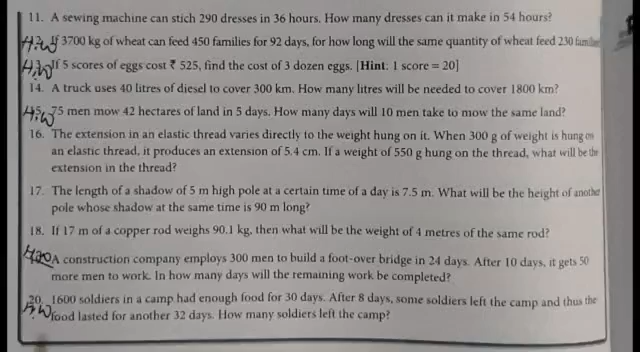 11. A sewing machine can stich 290 dresses in 36 hours. How many dresses can it make in 54 hours?
H.W If 3700 kg of wheat can feed 450 families for 92 days, for how long will the same quantity of wheat feed 230 families
H.W If 5 scores of eggs cost ₹ 525, find the cost of 3 dozen eggs. [Hint: 1 score = 20]
14. A truck uses 40 litres of diesel to cover 300 km. How many litres will be needed to cover 1800 km?
H.W 75 men mow 42 hectares of land in 5 days. How many days will 10 men take to mow the same land?
16. The extension in an elastic thread varies directly to the weight hung on it. When 300 g of weight is hung on
an elastic thread, it produces an extension of 5.4 cm. If a weight of 550 g hung on the thread, what will be the
extension in the thread?
17. The length of a shadow of 5 m high pole at a certain time of a day is 7.5 m. What will be the height of another
pole whose shadow at the same time is 90 m long?
18. If 17 m of a copper rod weighs 90.1 kg, then what will be the weight of 4 metres of the same rod?
A construction company employs 300 men to build a foot-over bridge in 24 days. After 10 days, it gets 50
more men to work. In how many days will the remaining work be completed?
20. 1600 soldiers in a camp had enough food for 30 days. After 8 days, some soldiers left the camp and thus the
H.W food lasted for another 32 days. How many soldiers left the camp?